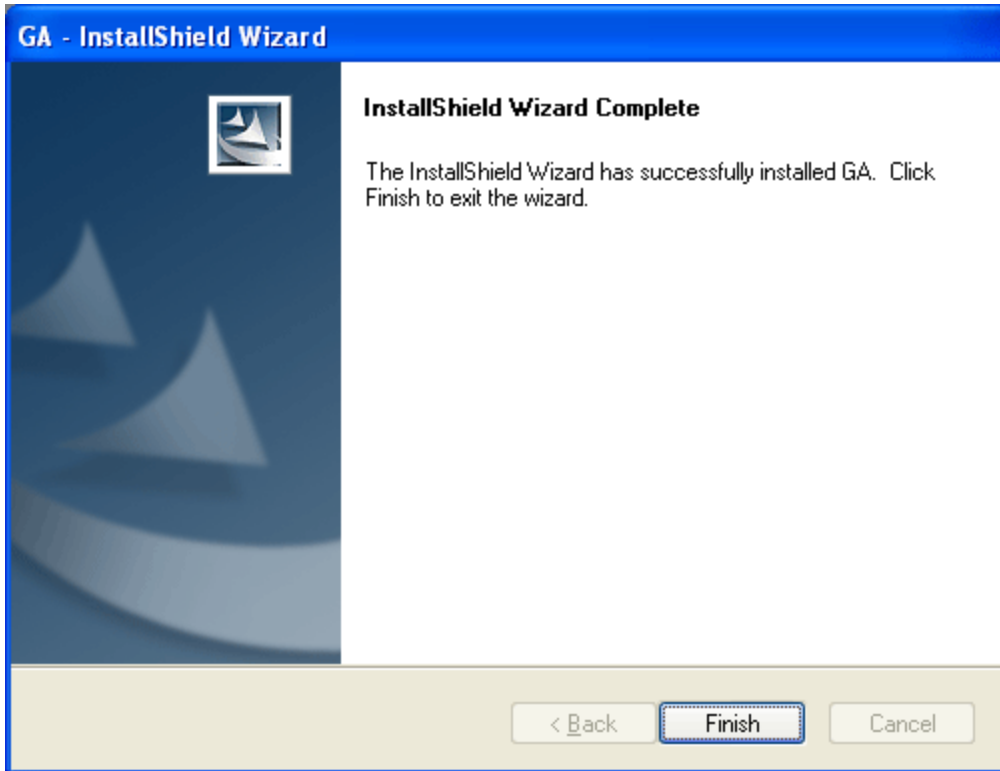 GA - InstallShield Wizard
InstallShield Wizard Complete
The InstallShield Wizard has successfully installed GA. Click
Finish to exit the wizard.
< Back
Finish
Cancel